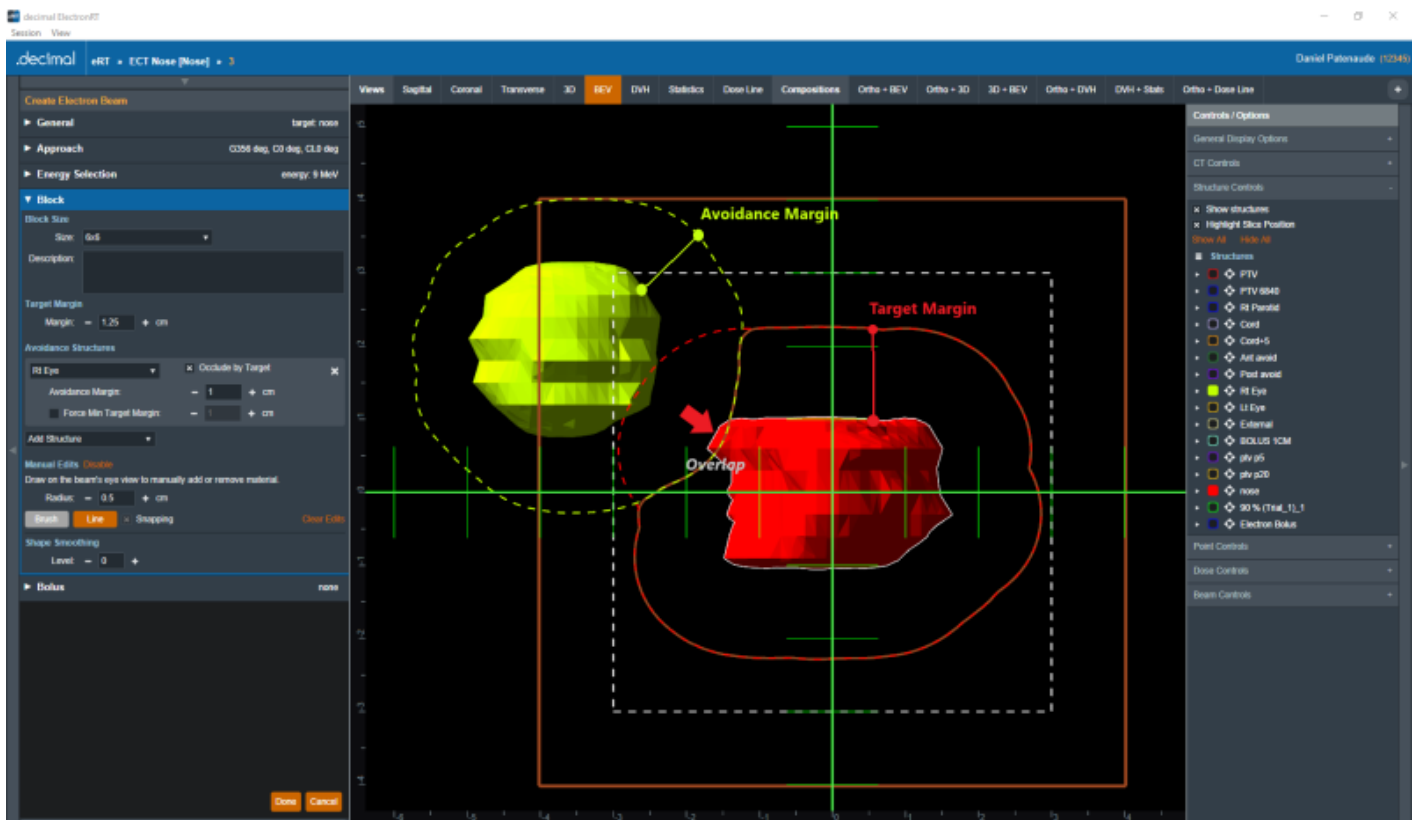 decimal ElectronRT
Session View
.decimal eRT » ECT Nose [Nose] » 3
Daniel Patenaude (12345)
Create Electron Beam
General target: nose
Approach G356 deg, C0 deg, CL0 deg
Energy Selection energy: 9 MeV
Block
Block Size
Size: 6x6
Description:
Target Margin
Margin: − 1.25 + cm
Avoidance Structures
Rt Eye Occlude by Target
Avoidance Margin: − 1 + cm
Force Min Target Margin: − 1 + cm
Add Structure
Manual Edits Disable
Draw on the beam's eye view to manually add or remove material.
Radius: − 0.5 + cm
Brush Line Snapping Clear Edits
Shape Smoothing
Level: − 0 +
Bolus none
Done Cancel
Views Sagittal Coronal Transverse 3D BEV DVH Statistics Dose Line Compositions Ortho + BEV Ortho + 3D 3D + BEV Ortho + DVH DVH + Stats Ortho + Dose Line +
Avoidance Margin
Target Margin
Overlap
Controls / Options
General Display Options
CT Controls
Structure Controls
Show structures
Highlight Slice Position
Show All Hide All
Structures
PTV
PTV 6840
Rt Parotid
Cord
Cord+5
Ant avoid
Post avoid
Rt Eye
Lt Eye
External
BOLUS 1CM
ptv p5
ptv p20
nose
90 % (Trial_1)_1
Electron Bolus
Point Controls
Dose Controls
Beam Controls